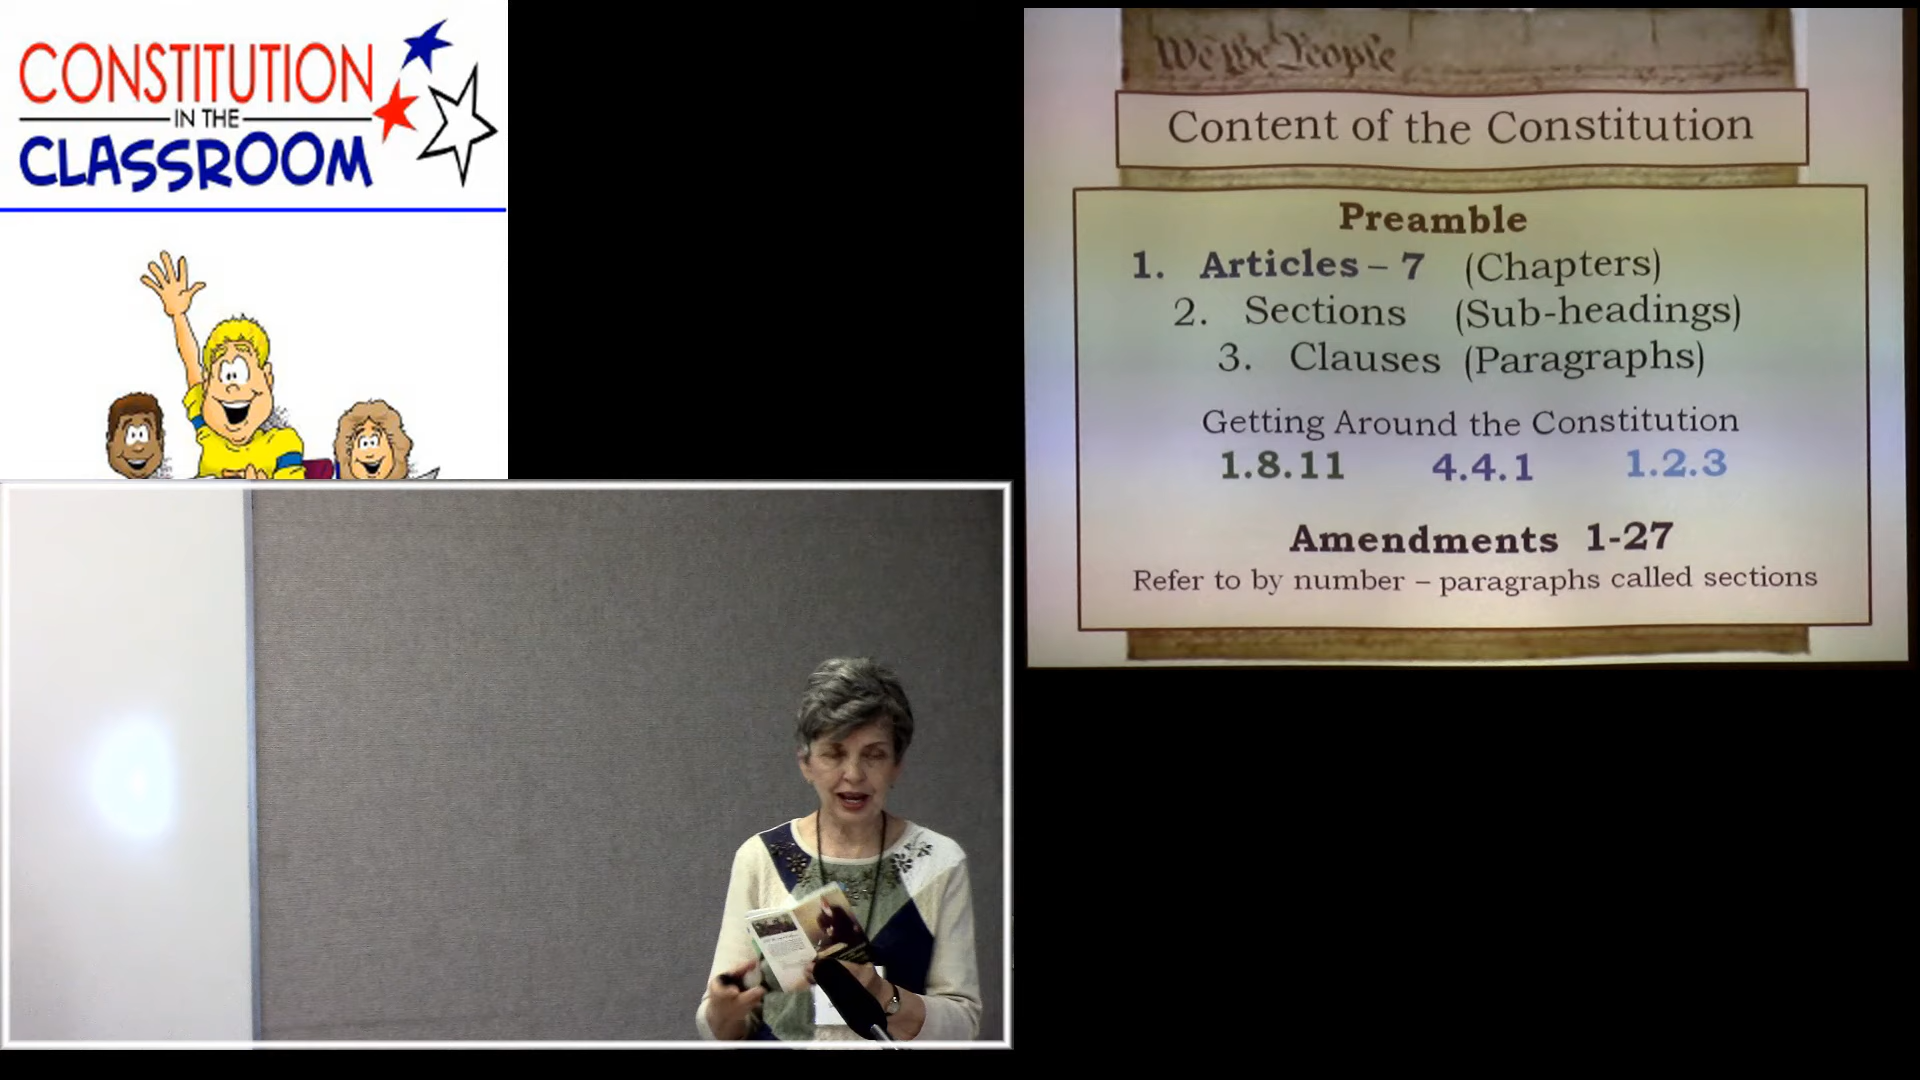 CONSTITUTION
IN THE
CLASSROOM
We the People
Content of the Constitution
Preamble
1. Articles – 7 (Chapters)
2. Sections (Sub-headings)
3. Clauses (Paragraphs)
Getting Around the Constitution
1.8.11 4.4.1 1.2.3
Amendments 1-27
Refer to by number – paragraphs called sections